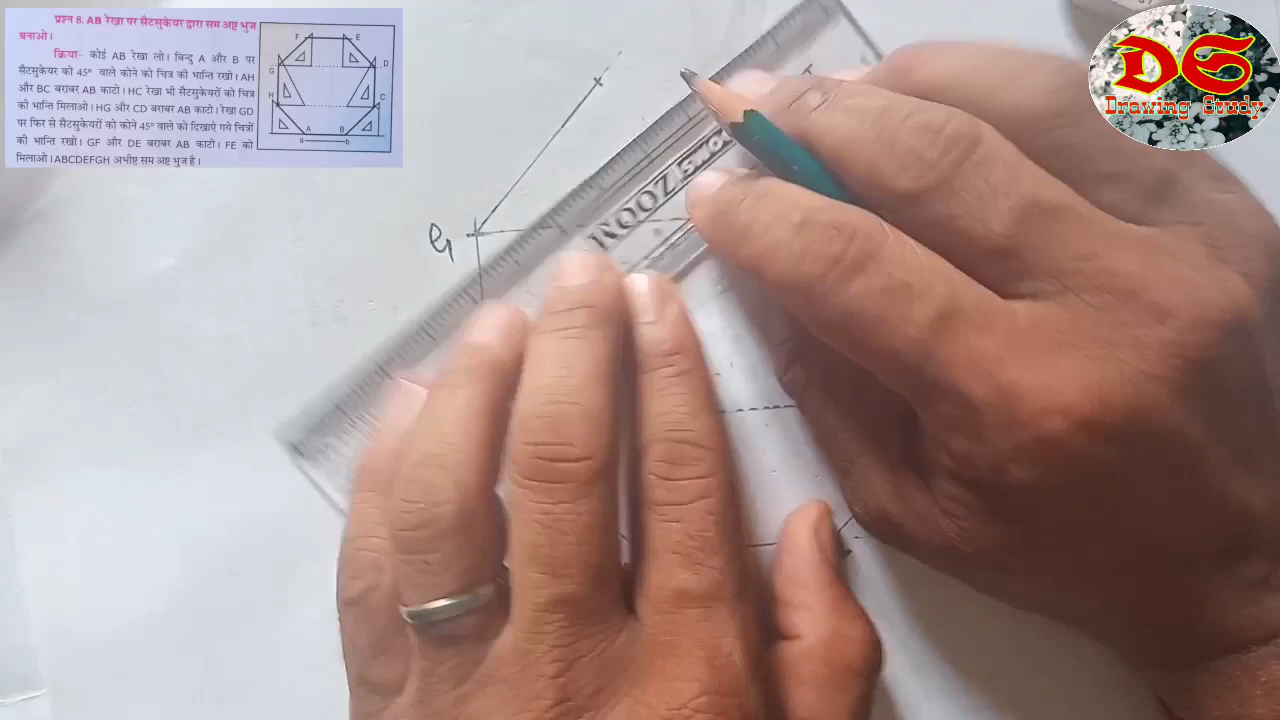 प्रश्न 8. AB रेखा पर सैटसुकेयर द्वारा सम अष्ट भुज
बनाओ।
क्रिया- कोई AB रेखा लो। बिन्दु A और B पर
सैटसुकेयर को 45° वाले कोने को चित्र की भान्ति रखो। AH
और BC बराबर AB काटो। HC रेखा भी सैटसुकेयरों को चित्र
की भान्ति मिलाओ। HG और CD बराबर AB काटो। रेखा GD
पर फिर से सैटसुकेयरों को कोने 45° वाले को दिखाये गये चित्रों
की भान्ति रखो। GF और DE बराबर AB काटो। FE को
मिलाओ। ABCDEFGH अभीष्ट सम अष्ट भुज है।
F E
G D
H C
A B
a b
DS
Drawing Study
G